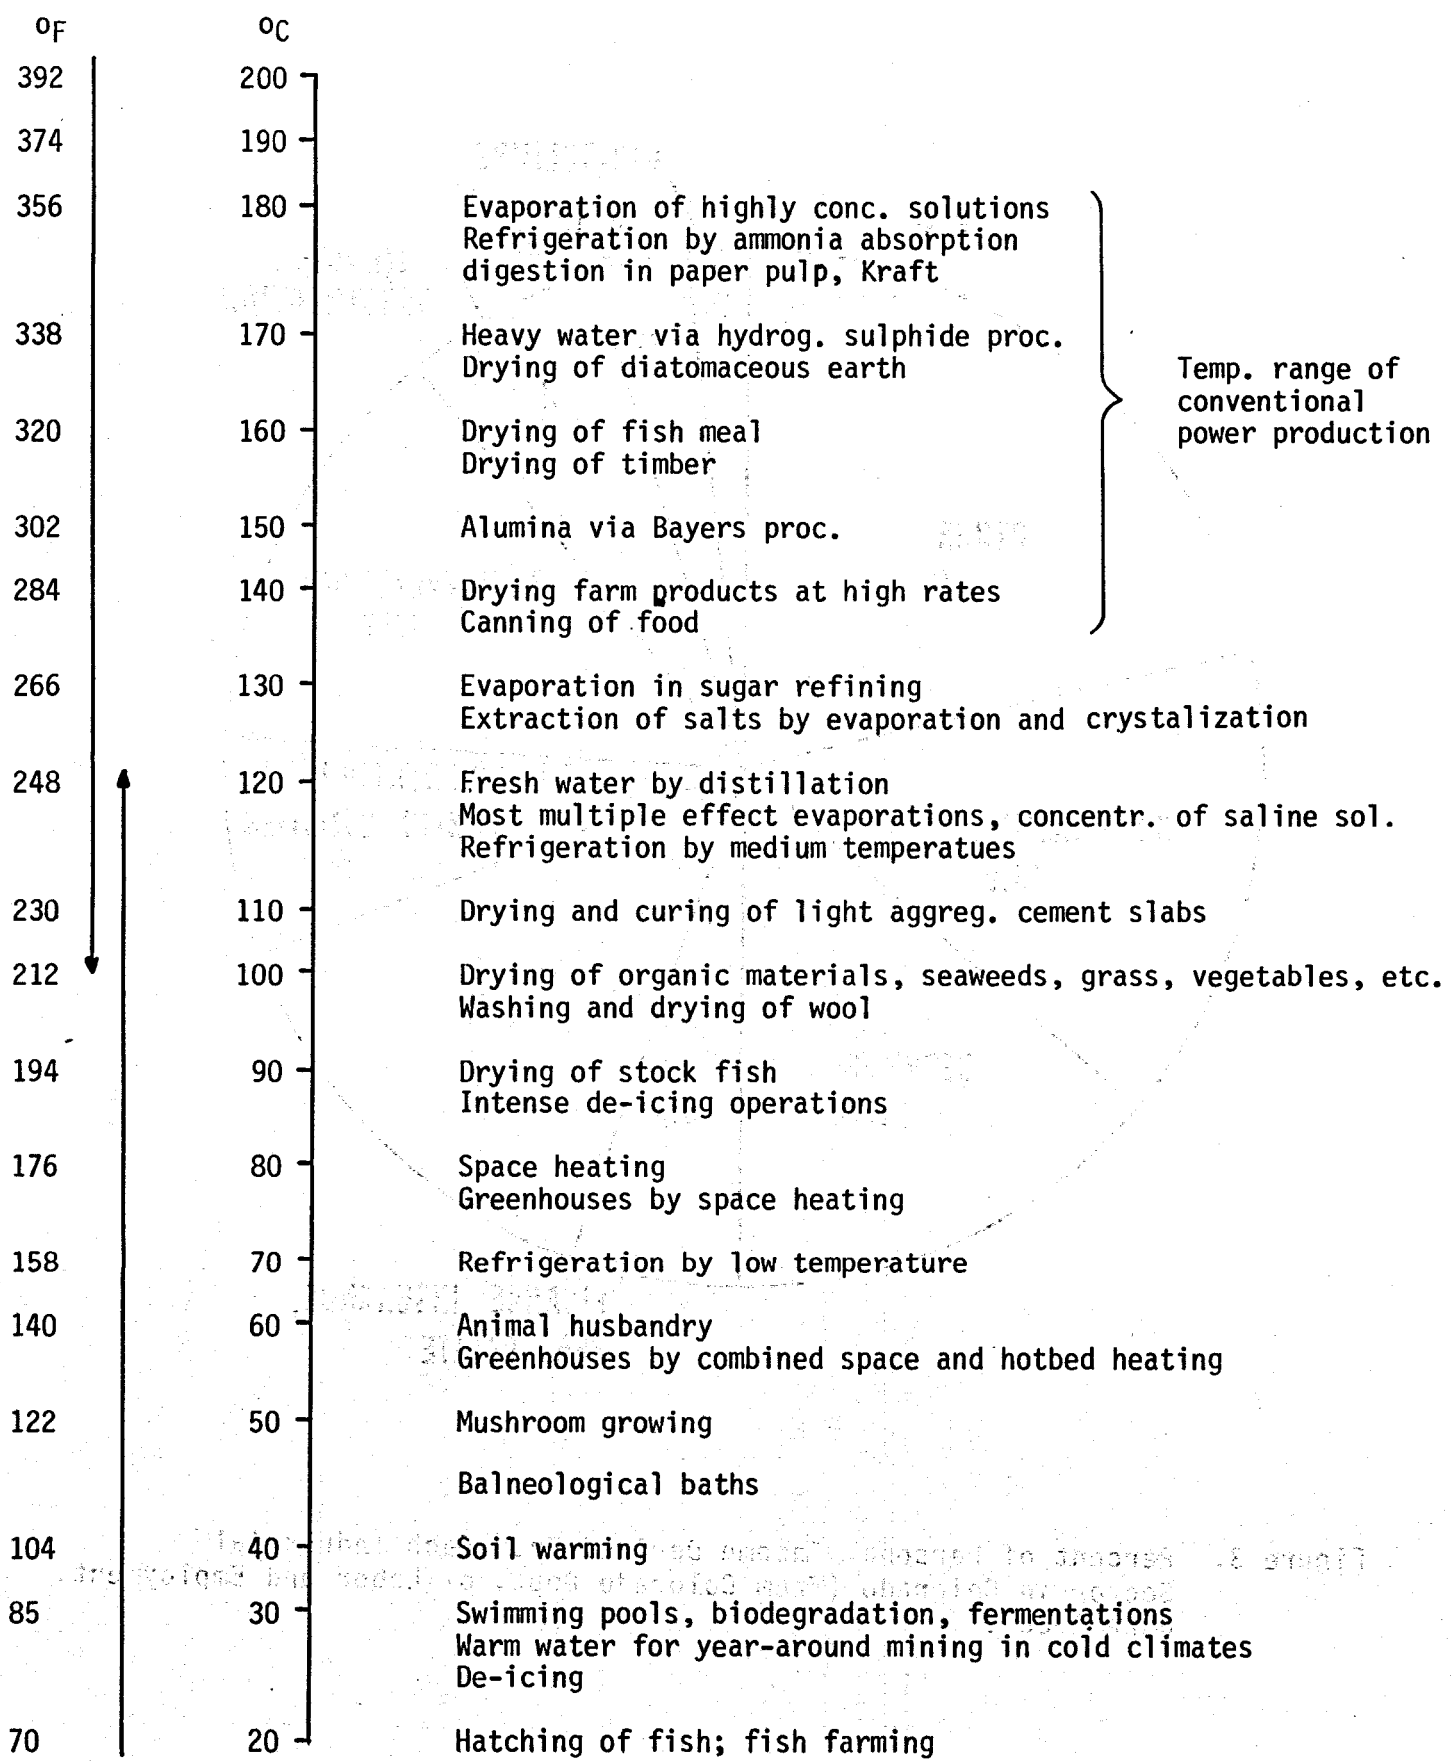 °F °C
392 200
374 190
356 180 Evaporation of highly conc. solutions
Refrigeration by ammonia absorption
digestion in paper pulp, Kraft
338 170 Heavy water via hydrog. sulphide proc.
Drying of diatomaceous earth
Temp. range of
conventional
power production
320 160 Drying of fish meal
Drying of timber
302 150 Alumina via Bayers proc.
284 140 Drying farm products at high rates
Canning of food
266 130 Evaporation in sugar refining
Extraction of salts by evaporation and crystalization
248 120 Fresh water by distillation
Most multiple effect evaporations, concentr. of saline sol.
Refrigeration by medium temperatues
230 110 Drying and curing of light aggreg. cement slabs
212 100 Drying of organic materials, seaweeds, grass, vegetables, etc.
Washing and drying of wool
194 90 Drying of stock fish
Intense de-icing operations
176 80 Space heating
Greenhouses by space heating
158 70 Refrigeration by low temperature
140 60 Animal husbandry
Greenhouses by combined space and hotbed heating
122 50 Mushroom growing
Balneological baths
104 40 Soil warming
85 30 Swimming pools, biodegradation, fermentations
Warm water for year-around mining in cold climates
De-icing
70 20 Hatching of fish; fish farming